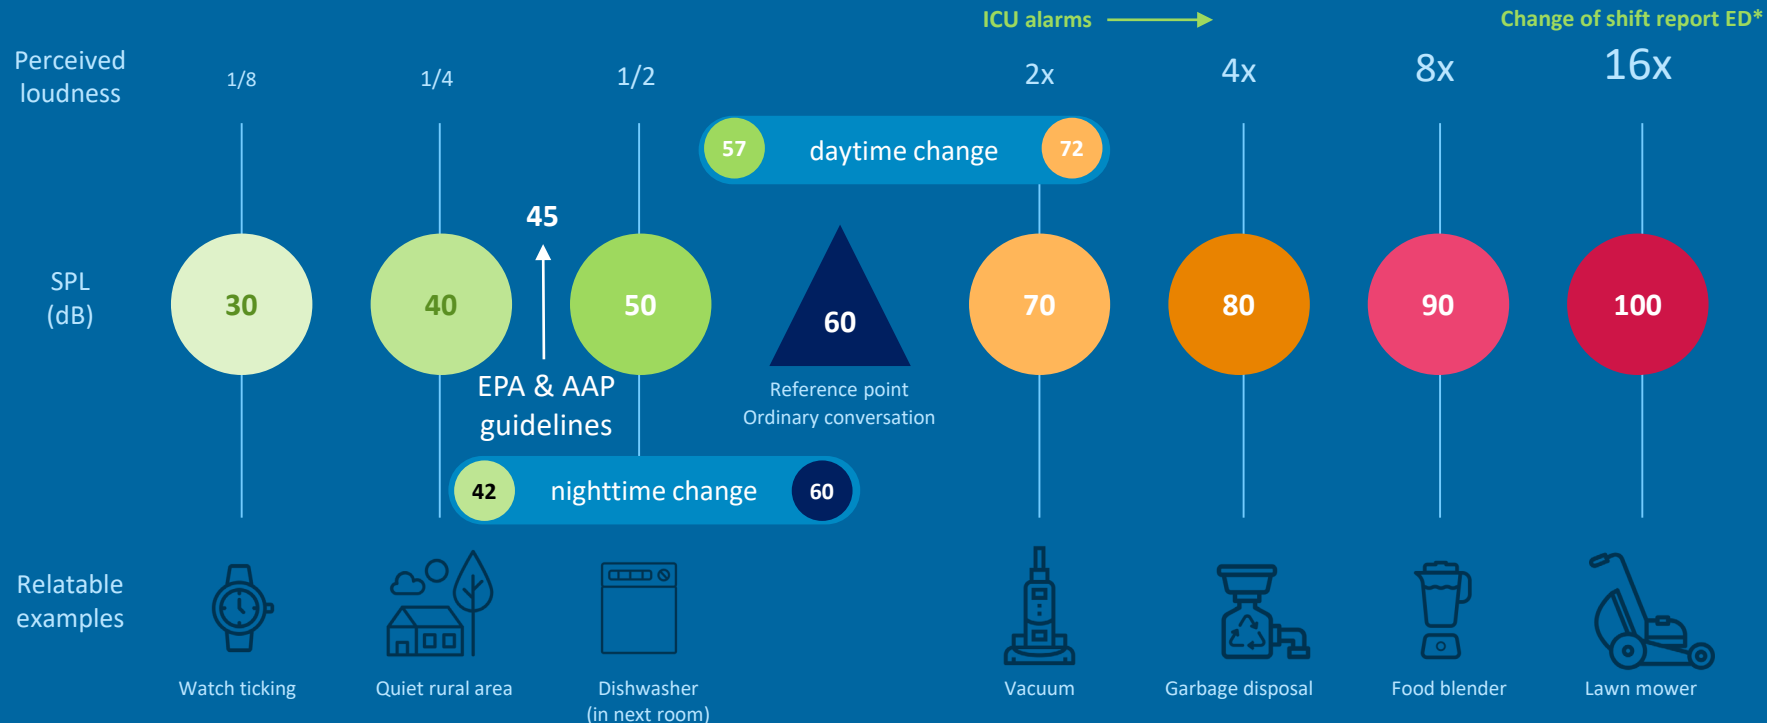 ICU alarms
Change of shift report ED*
Perceived
loudness
1/8
1/4
1/2
2x
4x
8x
16x
57
daytime change
72
45
SPL
(dB)
30
40
50
60
70
80
90
100
EPA & AAP
guidelines
Reference point
Ordinary conversation
42
nighttime change
60
Relatable
examples
Watch ticking
Quiet rural area
Dishwasher
(in next room)
Vacuum
Garbage disposal
Food blender
Lawn mower